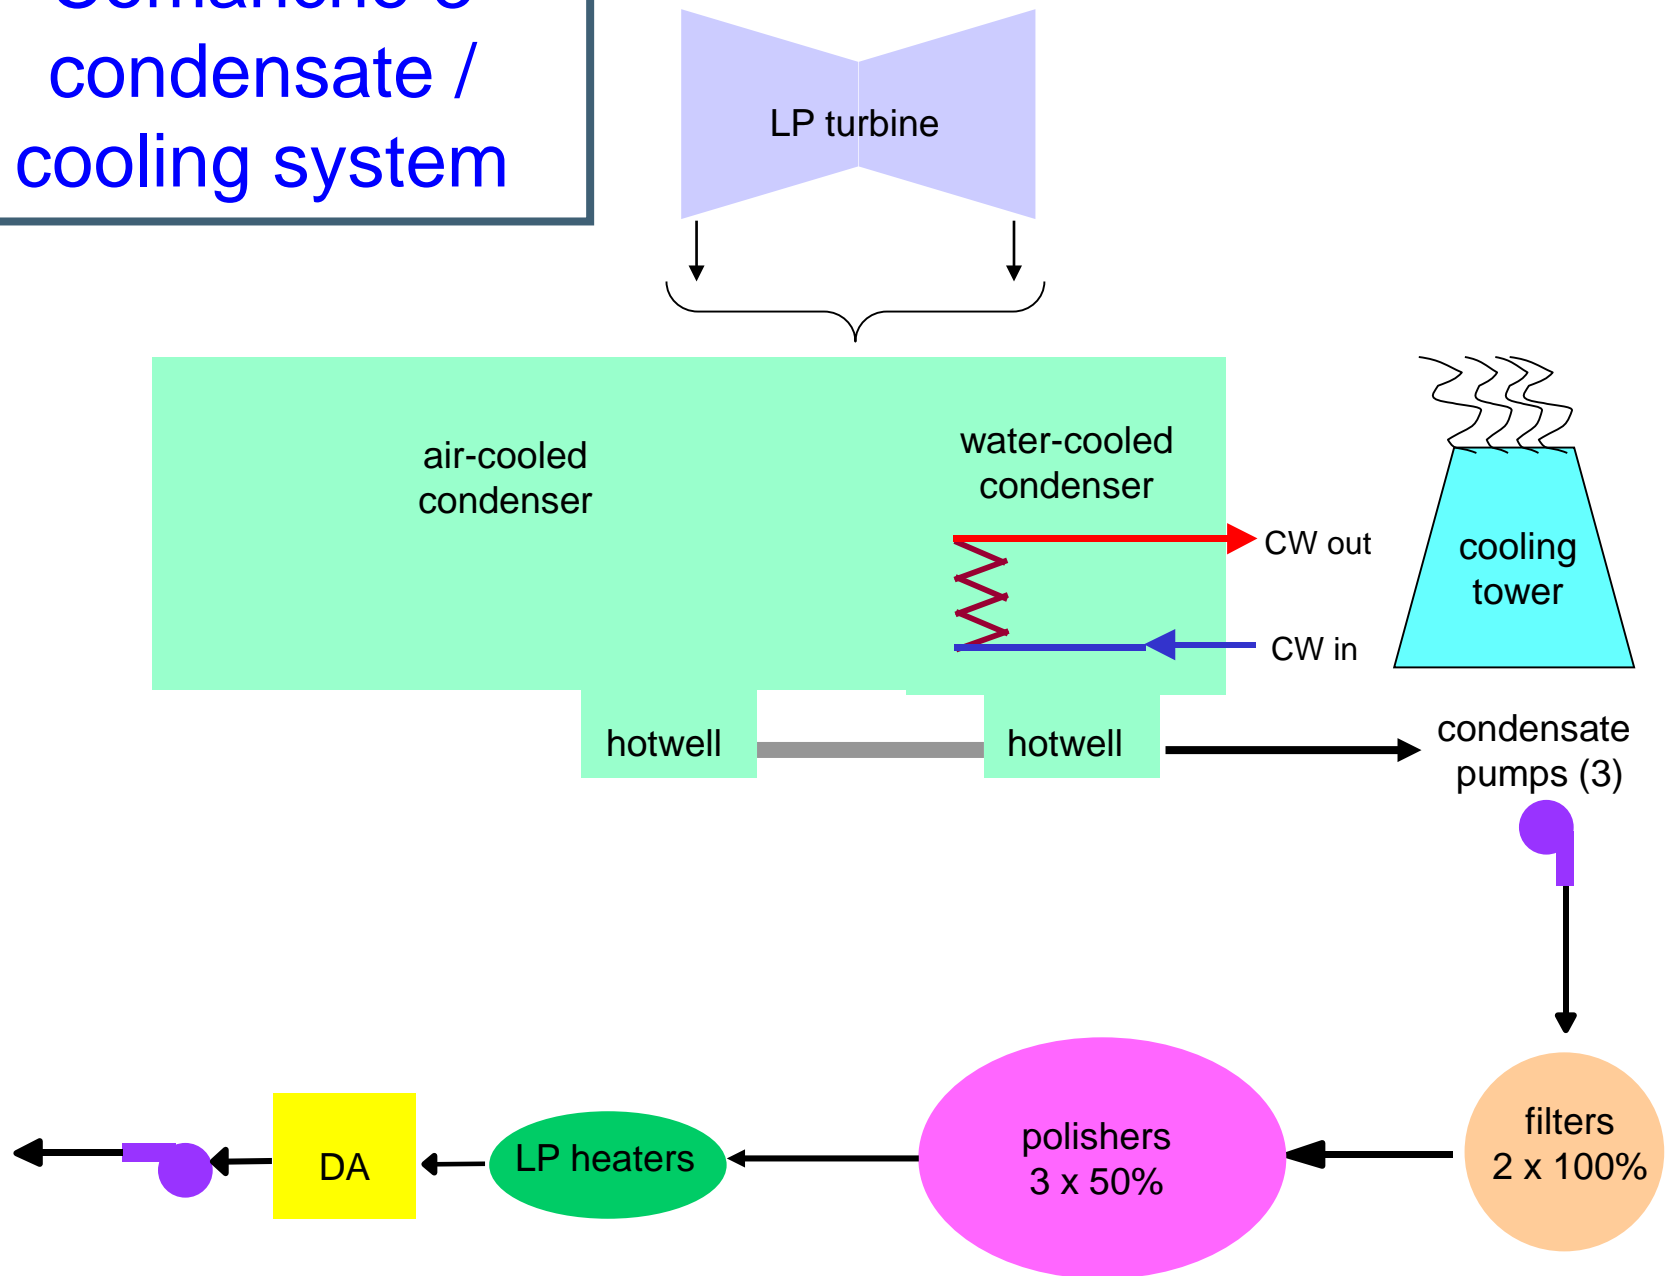 condensate /
cooling system
LP turbine
air-cooled
condenser
water-cooled
condenser
CW out
CW in
cooling
tower
hotwell
hotwell
condensate
pumps (3)
filters
2 x 100%
polishers
3 x 50%
LP heaters
DA